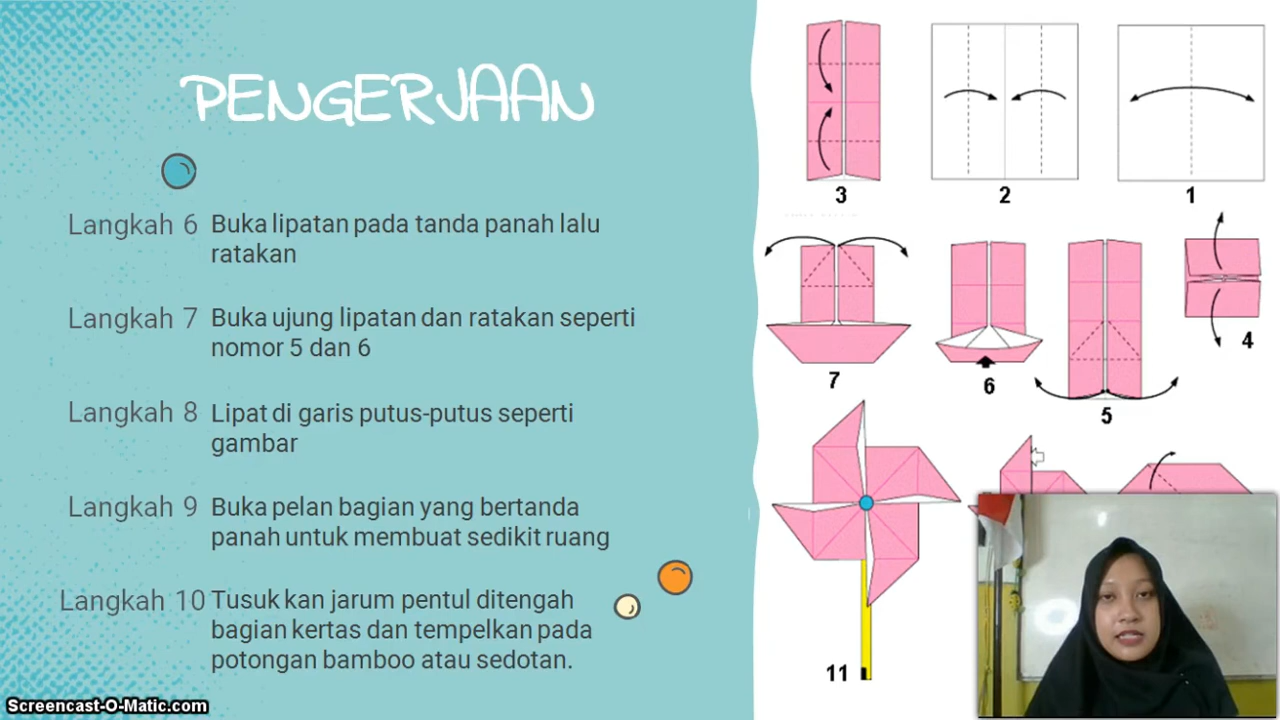 PENGERJAAN
Langkah 6 Buka lipatan pada tanda panah lalu
ratakan
Langkah 7 Buka ujung lipatan dan ratakan seperti
nomor 5 dan 6
Langkah 8 Lipat di garis putus-putus seperti
gambar
Langkah 9 Buka pelan bagian yang bertanda
panah untuk membuat sedikit ruang
Langkah 10 Tusuk kan jarum pentul ditengah
bagian kertas dan tempelkan pada
potongan bamboo atau sedotan.
3 2 1
7 6 5 4
11
Screencast-O-Matic.com